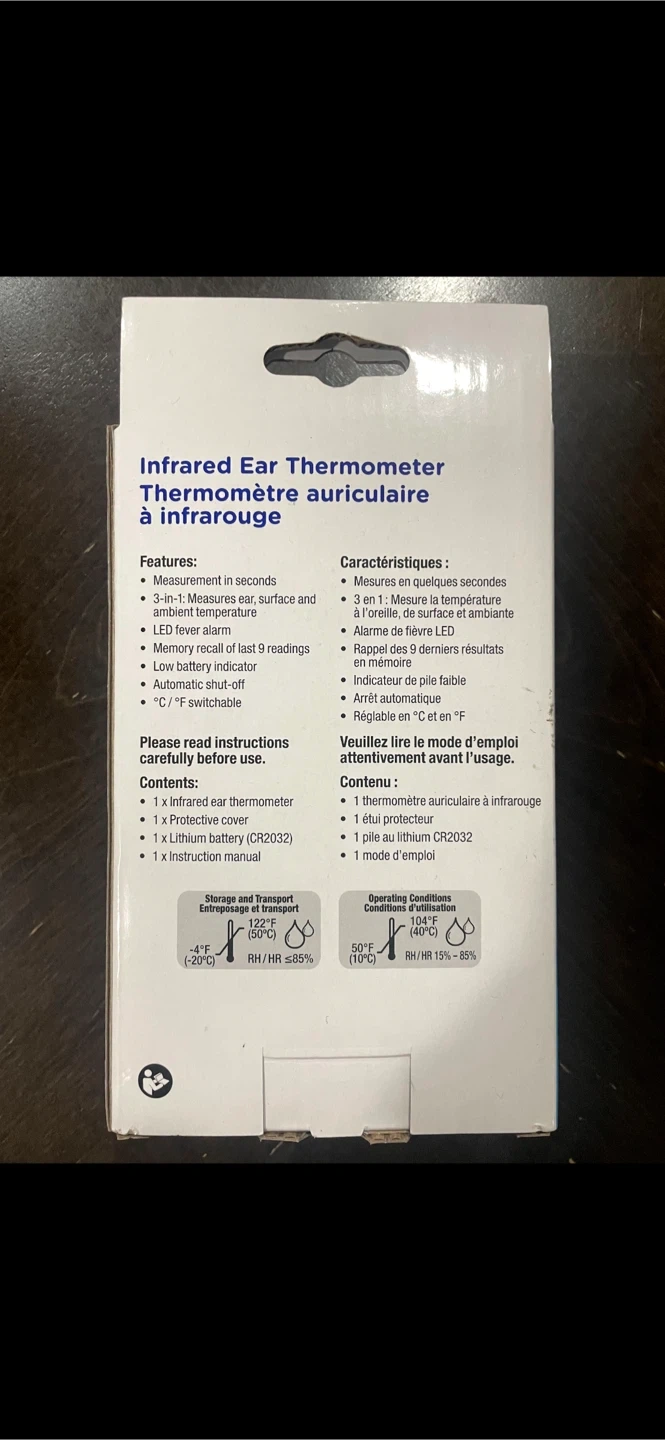 Infrared Ear Thermometer
Thermomètre auriculaire
à infrarouge
Features:
• Measurement in seconds
• 3-in-1: Measures ear, surface and
ambient temperature
• LED fever alarm
• Memory recall of last 9 readings
• Low battery indicator
• Automatic shut-off
• °C / °F switchable
Please read instructions
carefully before use.
Contents:
• 1 x Infrared ear thermometer
• 1 x Protective cover
• 1 x Lithium battery (CR2032)
• 1 x Instruction manual
Caractéristiques :
• Mesures en quelques secondes
• 3 en 1 : Mesure la température
à l'oreille, de surface et ambiante
• Alarme de fièvre LED
• Rappel des 9 derniers résultats
en mémoire
• Indicateur de pile faible
• Arrêt automatique
• Réglable en °C et en °F
Veuillez lire le mode d'emploi
attentivement avant l'usage.
Contenu :
• 1 thermomètre auriculaire à infrarouge
• 1 étui protecteur
• 1 pile au lithium CR2032
• 1 mode d'emploi
Storage and Transport
Entreposage et transport
122°F
(50°C)
-4°F
(-20°C)
RH / HR ≤85%
Operating Conditions
Conditions d'utilisation
104°F
(40°C)
50°F
(10°C)
RH / HR 15% – 85%